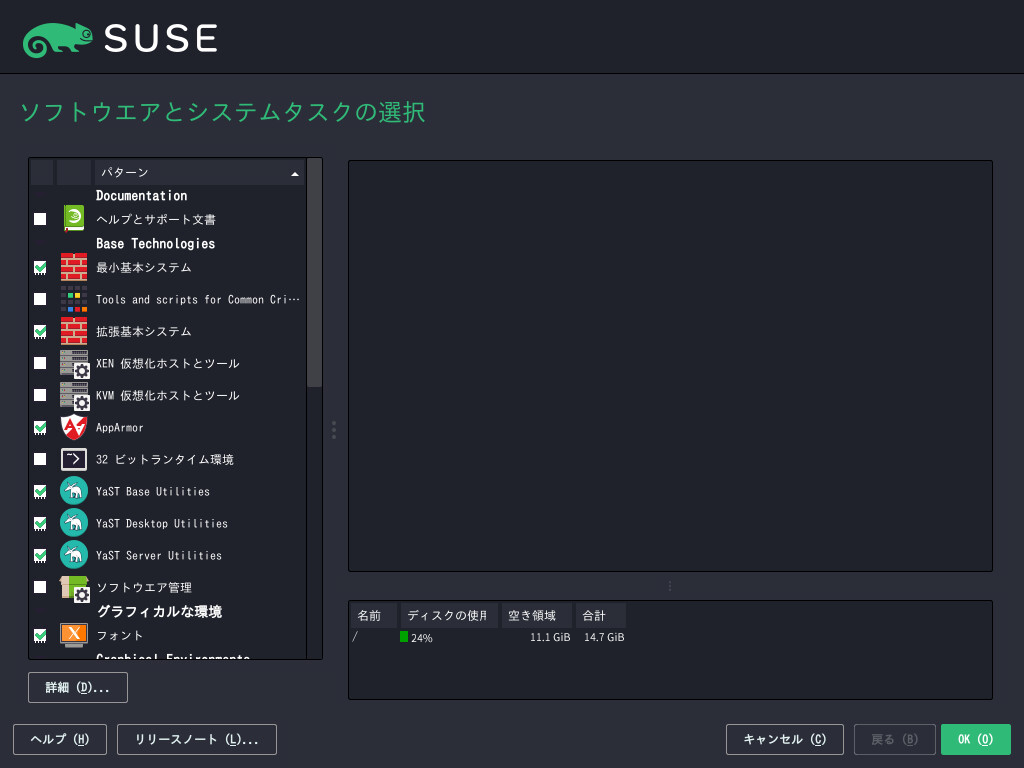 SUSE
ソフトウエアとシステムタスクの選択
パターン
Documentation
ヘルプとサポート文書
Base Technologies
最小基本システム
Tools and scripts for Common Cri…
拡張基本システム
XEN 仮想化ホストとツール
KVM 仮想化ホストとツール
AppArmor
32 ビットランタイム環境
YaST Base Utilities
YaST Desktop Utilities
YaST Server Utilities
ソフトウエア管理
グラフィカルな環境
フォント
Graphical Environments
詳細 (D)...
名前 ディスクの使用 空き領域 合計
/ 24% 11.1 GiB 14.7 GiB
ヘルプ (H) リリースノート (L)... キャンセル (C) 戻る (B) OK (O)